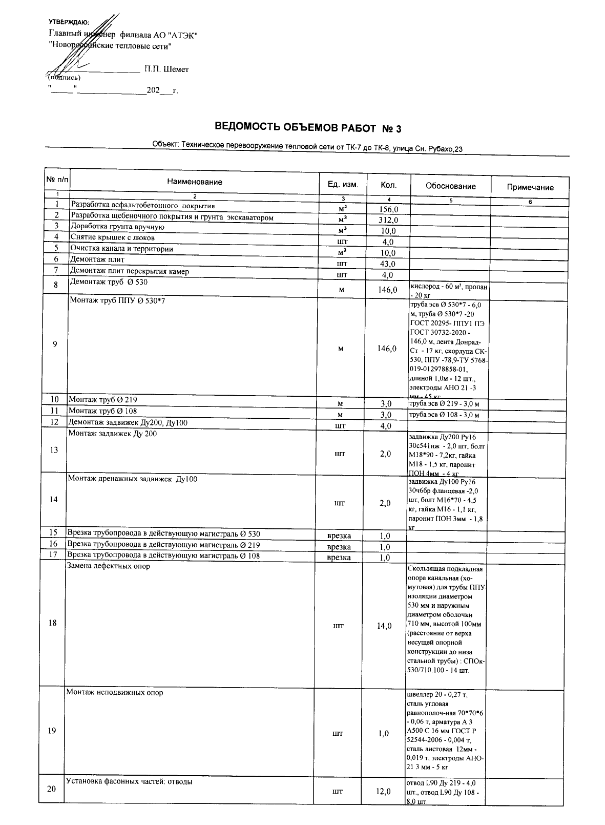 УТВЕРЖДАЮ:
Главный инженер филиала АО "АТЭК"
"Новороссийские тепловые сети"
П.П. Шемет
(подпись)
"_____"_________________202___г.
ВЕДОМОСТЬ ОБЪЕМОВ РАБОТ № 3
Объект: Техническое перевооружение тепловой сети от ТК-7 до ТК-8, улица Сн. Рубахо,23
№ п/п Наименование Ед. изм. Кол. Обоснование Примечание
1 2 3 4 5 6
1 Разработка асфальтобетонного покрытия м³ 156,0
2 Разработка щебеночного покрытия и грунта экскаватором м³ 312,0
3 Доработка грунта вручную м³ 10,0
4 Снятие крышек с люков шт 4,0
5 Очистка канала и территории м³ 10,0
6 Демонтаж плит шт 43,0
7 Демонтаж плит перекрытия камер шт 4,0
8 Демонтаж труб Ø 530 м 146,0 кислород - 60 м³, пропан
- 20 кг
9 Монтаж труб ППУ Ø 530*7 м 146,0 труба эсв Ø 530*7 - 6,0
м, труба Ø 530*7 -20
ГОСТ 20295- ППУ1 ПЭ
ГОСТ 30732-2020 -
146,0 м, лента Донрад-
Ст - 17 кг, скорлупа СК-
530, ППУ -78,9-ТУ 5768-
019-012978858-01,
длиной 1,0м - 12 шт.,
электроды АНО 21 -3
мм - 45 кг
10 Монтаж труб Ø 219 м 3,0 труба эсв Ø 219 - 3,0 м
11 Монтаж труб Ø 108 м 3,0 труба эсв Ø 108 - 3,0 м
12 Демонтаж задвижек Ду200, Ду100 шт 4,0
13 Монтаж задвижек Ду 200 шт 2,0 задвижка Ду200 Ру16
30с541нж - 2,0 шт, болт
М18*90 - 7,2кг, гайка
М18 - 1,5 кг, паронит
ПОН 4мм - 4 кг
14 Монтаж дренажных задвижек Ду100 шт 2,0 задвижка Ду100 Ру?6
30ч6бр фланцевая -2,0
шт, болт М16*70 - 4,5
кг, гайка М16 - 1,1 кг,
паронит ПОН 3мм - 1,8
кг
15 Врезка трубопровода в действующую магистраль Ø 530 врезка 1,0
16 Врезка трубопровода в действующую магистраль Ø 219 врезка 1,0
17 Врезка трубопровода в действующую магистраль Ø 108 врезка 1,0
18 Замена дефектных опор шт 14,0 Скользящая подкладная
опора канальная (хо-
мутовая) для трубы ППУ
изоляции диаметром
530 мм и наружным
диаметром оболочки
710 мм, высотой 100мм
(расстояние от верха
несущей опорной
конструкции до низа
стальной трубы) : СПОк-
530/710.100 - 14 шт.
19 Монтаж неподвижных опор шт 1,0 швеллер 20 - 0,27 т,
сталь угловая
равнополоч-ная 70*70*6
- 0,06 т, арматура А 3
А500 С 16 мм ГОСТ Р
52544-2006 - 0,004 т,
сталь листовая 12мм -
0,019 т. электроды АНО-
21 3 мм - 5 кг
20 Установка фасонных частей: отводы шт 12,0 отвод L90 Ду 219 - 4,0
шт., отвод L90 Ду 108 -
8,0 шт